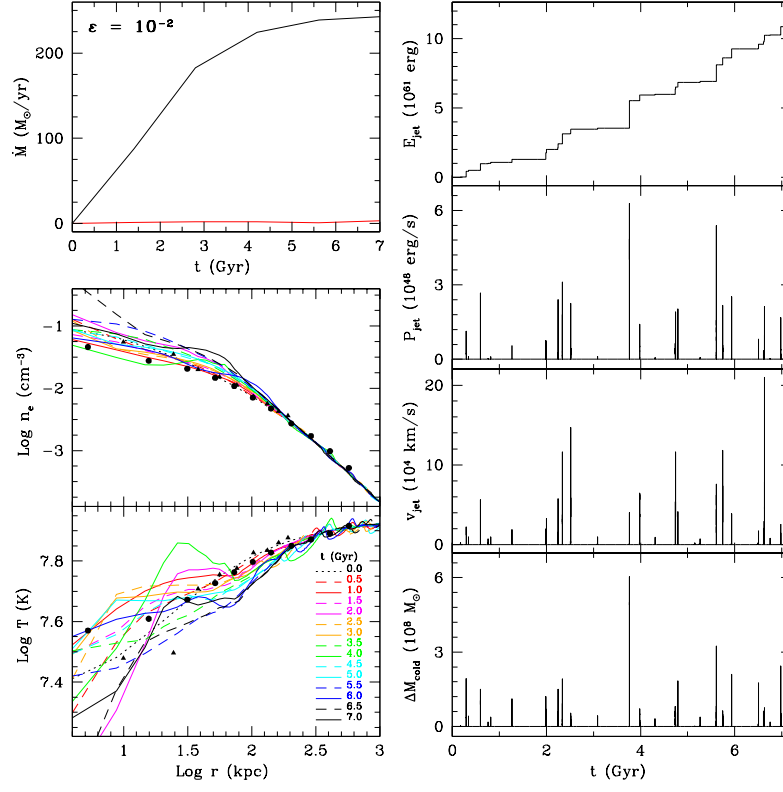 ε = 10⁻²
200
100
0
Ṁ (M⊙/yr)
0 1 2 3 4 5 6 7
t (Gyr)
-1
-2
-3
Log nₑ (cm⁻³)
7.8
7.6
7.4
Log T (K)
t (Gyr)
0.0
0.5
1.0
1.5
2.0
2.5
3.0
3.5
4.0
4.5
5.0
5.5
6.0
6.5
7.0
1 1.5 2 2.5 3
Log r (kpc)
10
5
0
E_jet (10⁶¹ erg)
6
3
0
P_jet (10⁴⁸ erg/s)
20
10
0
v_jet (10⁴ km/s)
6
3
0
ΔM_cold (10⁸ M⊙)
0 2 4 6
t (Gyr)